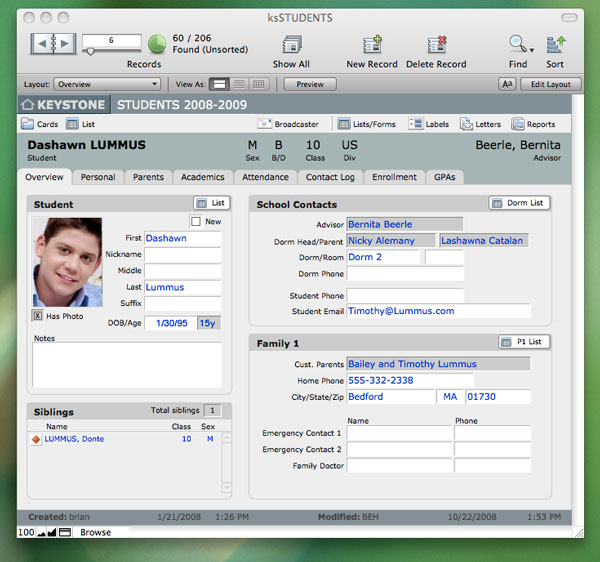 ksSTUDENTS
6
60 / 206
Found (Unsorted)
Records
Show All
New Record
Delete Record
Find
Sort
Layout:
Overview
View As:
Preview
Aa
Edit Layout
KEYSTONE
STUDENTS 2008-2009
Cards
List
Broadcaster
Lists/Forms
Labels
Letters
Reports
Dashawn LUMMUS
M
B
10
US
Beerle, Bernita
Student
Sex
B/D
Class
Div
Advisor
Overview
Personal
Parents
Academics
Attendance
Contact Log
Enrollment
GPAs
Student
List
New
First
Dashawn
Nickname
Middle
Last
Lummus
Suffix
X
Has Photo
DOB/Age
1/30/95
15y
Notes
Siblings
Total siblings
1
Name
Class
Sex
LUMMUS, Donte
10
M
School Contacts
Dorm List
Advisor
Bernita Beerle
Dorm Head/Parent
Nicky Alemany
Lashawna Catalan
Dorm/Room
Dorm 2
Dorm Phone
Student Phone
Student Email
Timothy@Lummus.com
Family 1
P1 List
Cust. Parents
Bailey and Timothy Lummus
Home Phone
555-332-2338
City/State/Zip
Bedford
MA
01730
Name
Phone
Emergency Contact 1
Emergency Contact 2
Family Doctor
Created: brian
1/21/2008
1:26 PM
Modified: BEH
10/22/2008
1:53 PM
100
Browse